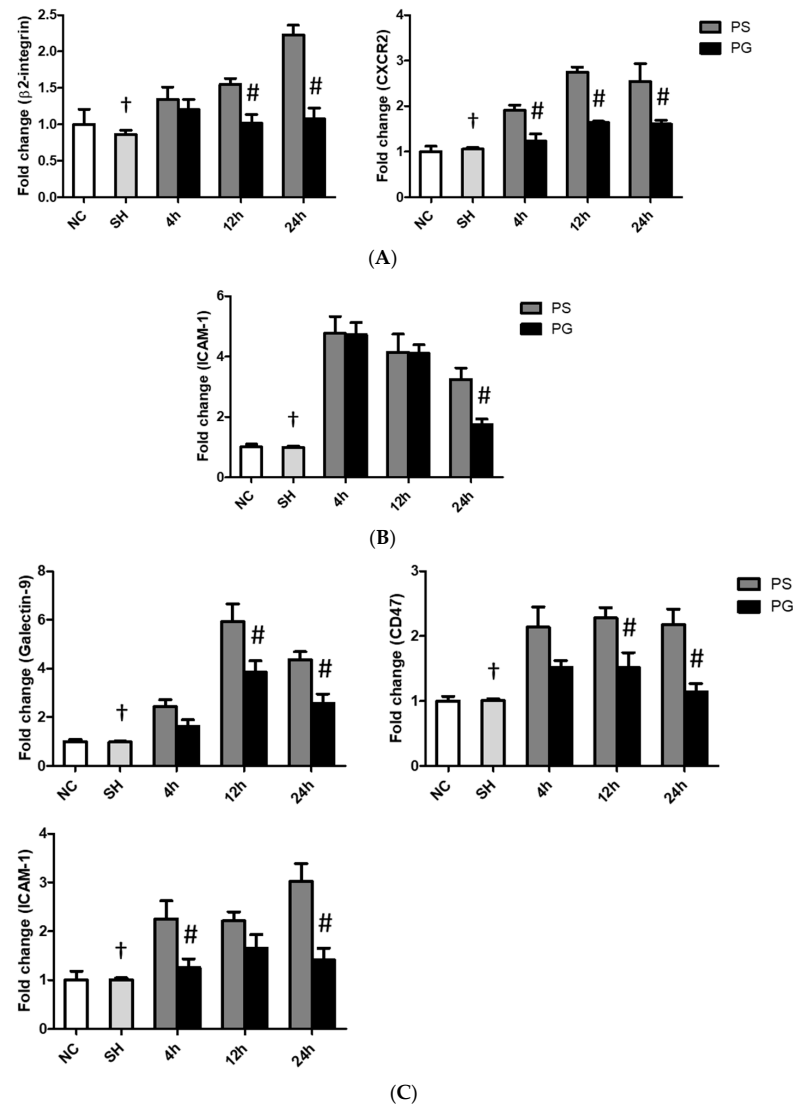 Fold change (β2-integrin)
2.5
2.0
1.5
1.0
0.5
0.0
†
#
#
NC
SH
4h
12h
24h
Fold change (CXCR2)
4
3
2
1
0
†
#
#
#
NC
SH
4h
12h
24h
PS
PG
(A)
Fold change (ICAM-1)
6
4
2
0
†
#
NC
SH
4h
12h
24h
PS
PG
(B)
Fold change (Galectin-9)
8
6
4
2
0
†
#
#
NC
SH
4h
12h
24h
Fold change (CD47)
3
2
1
0
†
#
#
NC
SH
4h
12h
24h
PS
PG
Fold change (ICAM-1)
4
3
2
1
0
†
#
#
NC
SH
4h
12h
24h
(C)